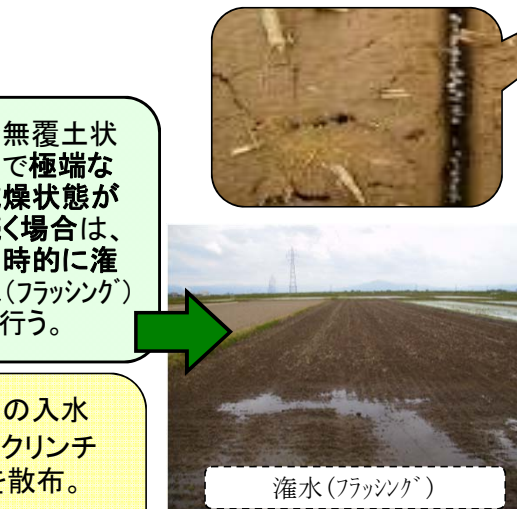 無覆土状
で極端な
燥状態が
く場合は、
時的に灌
(フラッシング)
行う。
の入水
クリンチ
を散布。
灌水(フラッシング)